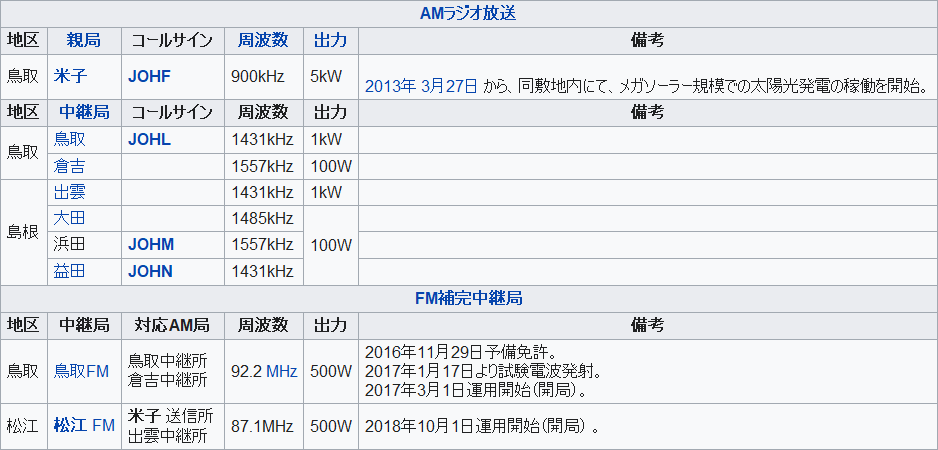 AMラジオ放送
地区 親局 コールサイン 周波数 出力 備考
鳥取 米子 JOHF 900kHz 5kW 2013年 3月27日 から、同敷地内にて、メガソーラー規模での太陽光発電の稼働を開始。
地区 中継局 コールサイン 周波数 出力 備考
鳥取 鳥取 JOHL 1431kHz 1kW
倉吉 1557kHz 100W
島根 出雲 1431kHz 1kW
大田 1485kHz 100W
浜田 JOHM 1557kHz
益田 JOHN 1431kHz
FM補完中継局
地区 中継局 対応AM局 周波数 出力 備考
鳥取 鳥取FM 鳥取中継所 92.2 MHz 500W 2016年11月29日予備免許。
倉吉中継所 2017年1月17日より試験電波発射。
2017年3月1日運用開始(開局)。
松江 松江 FM 米子 送信所 87.1MHz 500W 2018年10月1日運用開始(開局) 。
出雲中継所